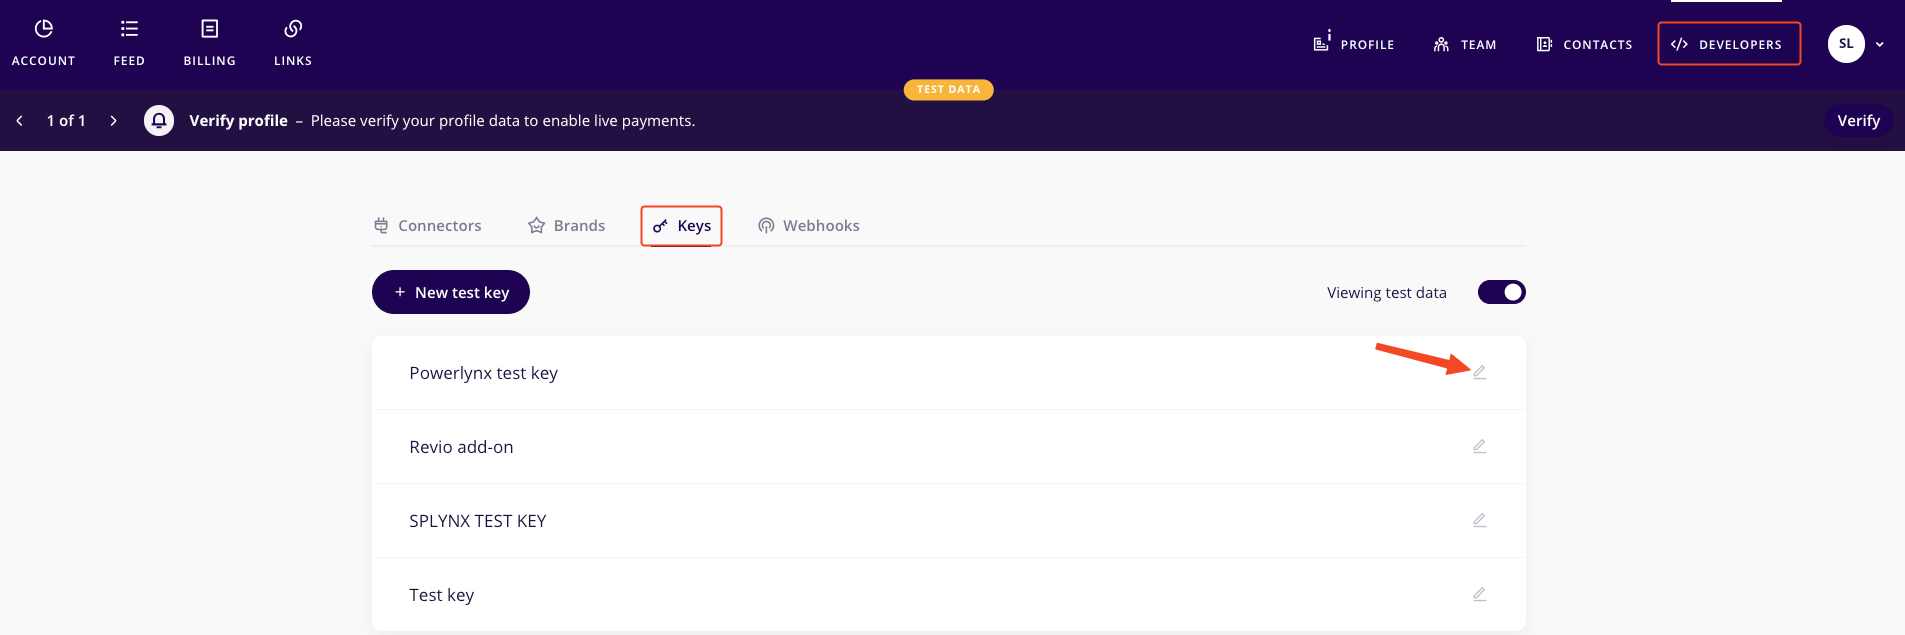 ACCOUNT FEED BILLING LINKS PROFILE TEAM CONTACTS DEVELOPERS SL
TEST DATA
1 of 1 Verify profile – Please verify your profile data to enable live payments. Verify
Connectors Brands Keys Webhooks
+ New test key Viewing test data
Powerlynx test key
Revio add-on
SPLYNX TEST KEY
Test key